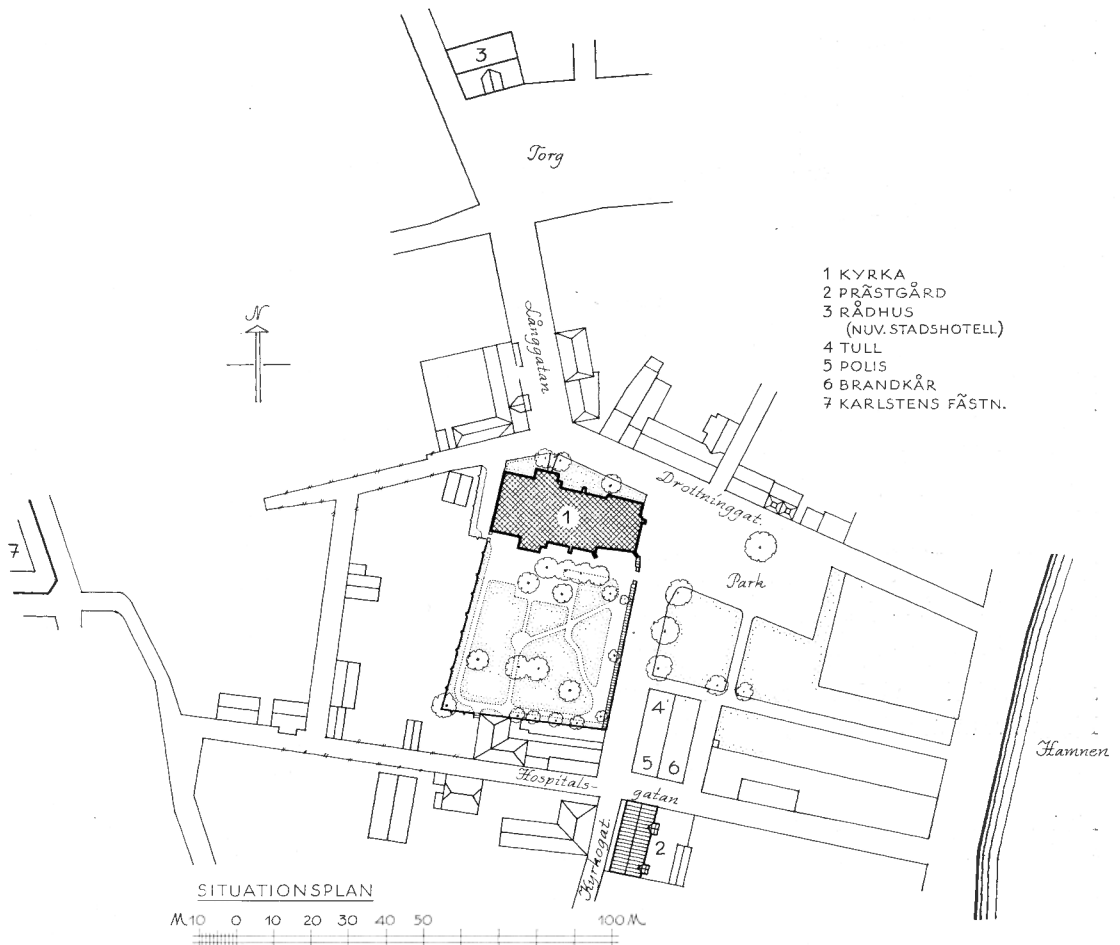 3
Torg
N
Långgatan
1 KYRKA
2 PRÄSTGÅRD
3 RÅDHUS
(NUV. STADSHOTELL)
4 TULL
5 POLIS
6 BRANDKÅR
7 KARLSTENS FÄSTN.
Drottninggat.
1
7
Park
4
5 6
Hamnen
Hospitals-
gatan
2
Kyrkogat.
SITUATIONSPLAN
M 10 0 10 20 30 40 50 100 M